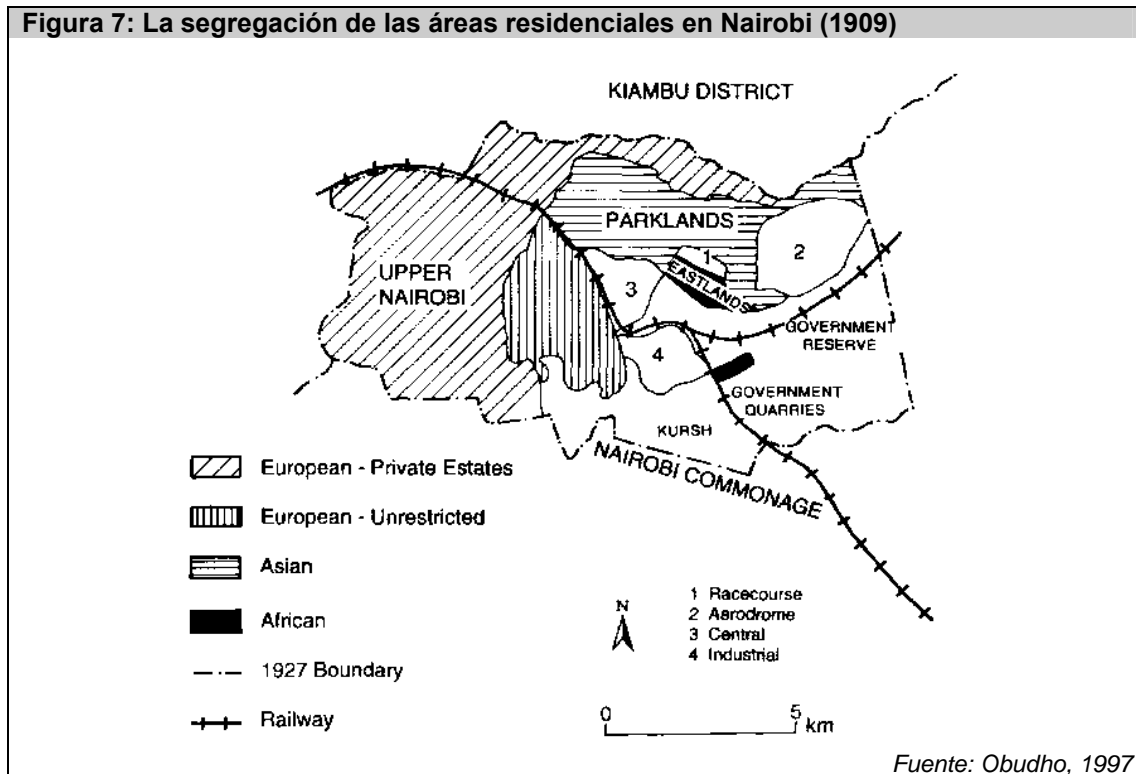 Figura 7: La segregación de las áreas residenciales en Nairobi (1909)
KIAMBU DISTRICT
PARKLANDS
UPPER
NAIROBI
1
2
EASTLANDS
3
GOVERNMENT
RESERVE
4
GOVERNMENT
QUARRIES
KURSH
NAIROBI COMMONAGE
European - Private Estates
European - Unrestricted
Asian
African
1927 Boundary
Railway
N
1 Racecourse
2 Aerodrome
3 Central
4 Industrial
0 5 km
Fuente: Obudho, 1997